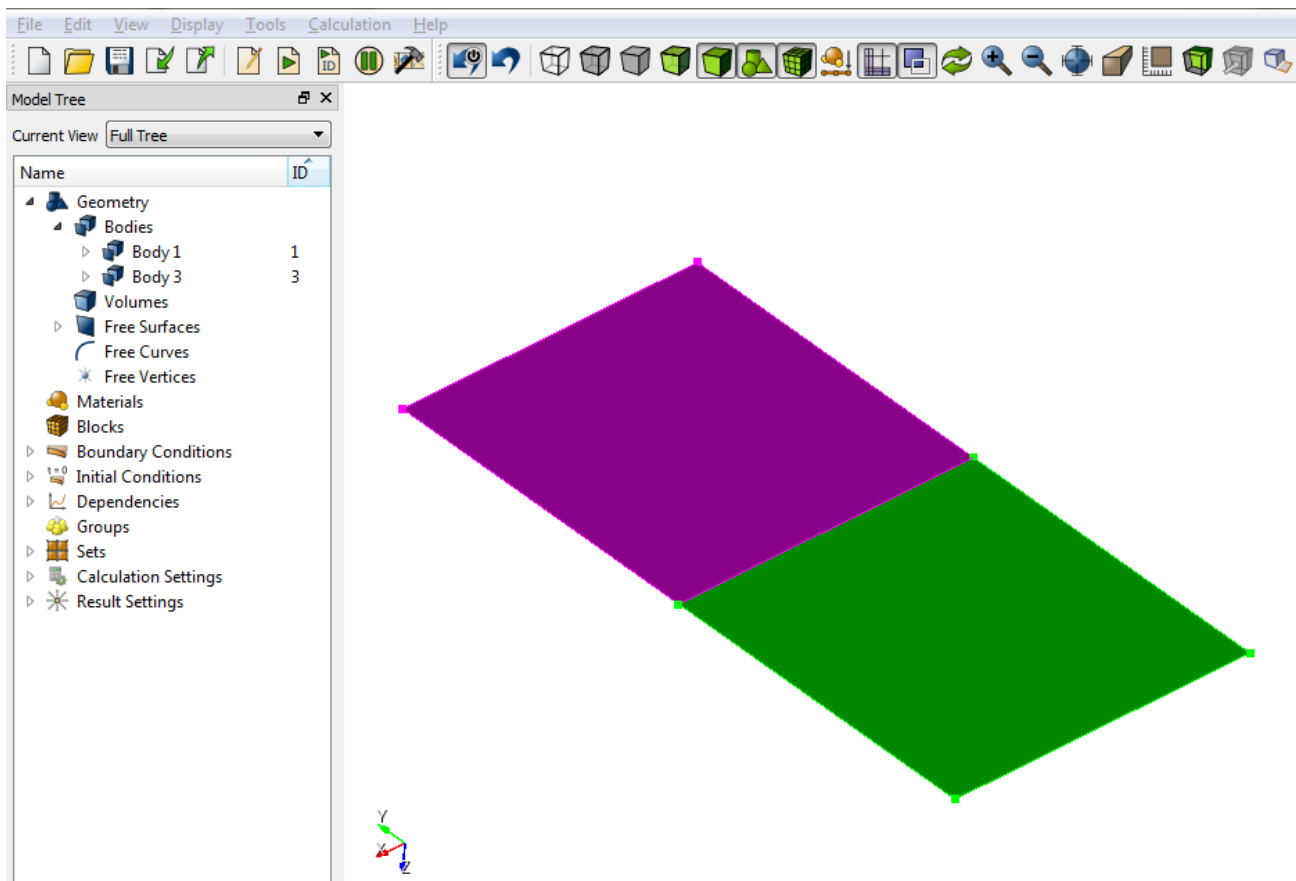 File Edit View Display Tools Calculation Help
ID
Model Tree
Current View Full Tree
Name ID
Geometry
Bodies
Body 1 1
Body 3 3
Volumes
Free Surfaces
Free Curves
Free Vertices
Materials
Blocks
Boundary Conditions
t=0 Initial Conditions
Dependencies
Groups
Sets
Calculation Settings
Result Settings
Y
X
Z